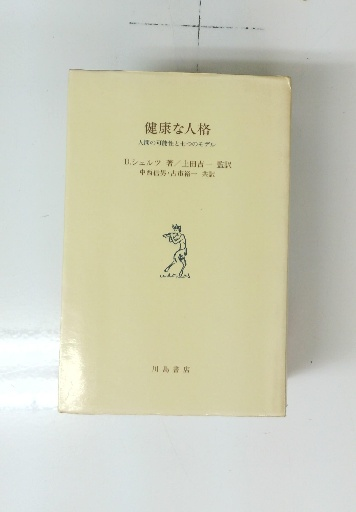 健康な人格
人間の可能性と七つのモデル
D.シュルツ 著／上田吉一 監訳
中西信男・古市裕一 共訳
川島書店